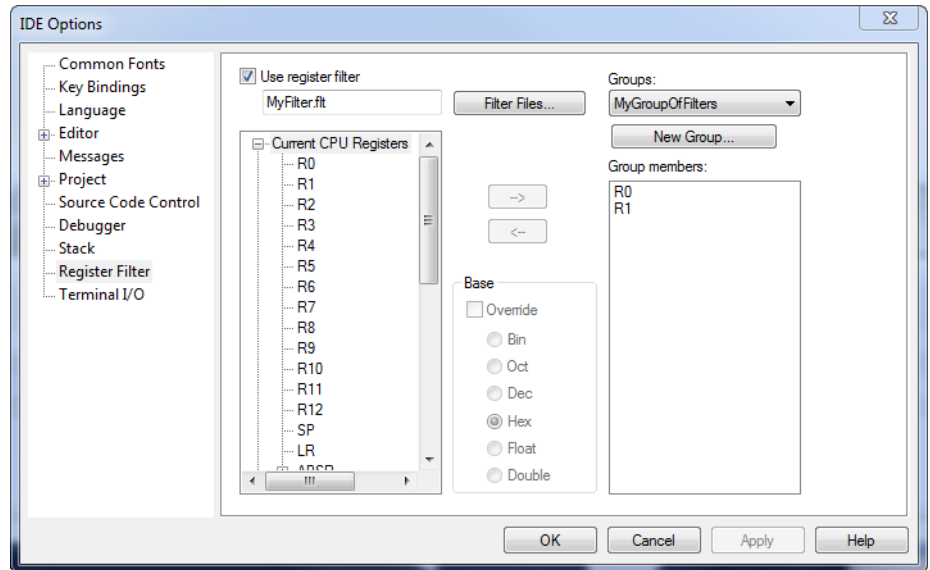 IDE Options
Common Fonts
Key Bindings
Language
Editor
Messages
Project
Source Code Control
Debugger
Stack
Register Filter
Terminal I/O
Use register filter
MyFilter.flt
Filter Files...
Current CPU Registers
R0
R1
R2
R3
R4
R5
R6
R7
R8
R9
R10
R11
R12
SP
LR
-->
<--
Base
Override
Bin
Oct
Dec
Hex
Float
Double
Groups:
MyGroupOfFilters
New Group...
Group members:
R0
R1
OK
Cancel
Apply
Help